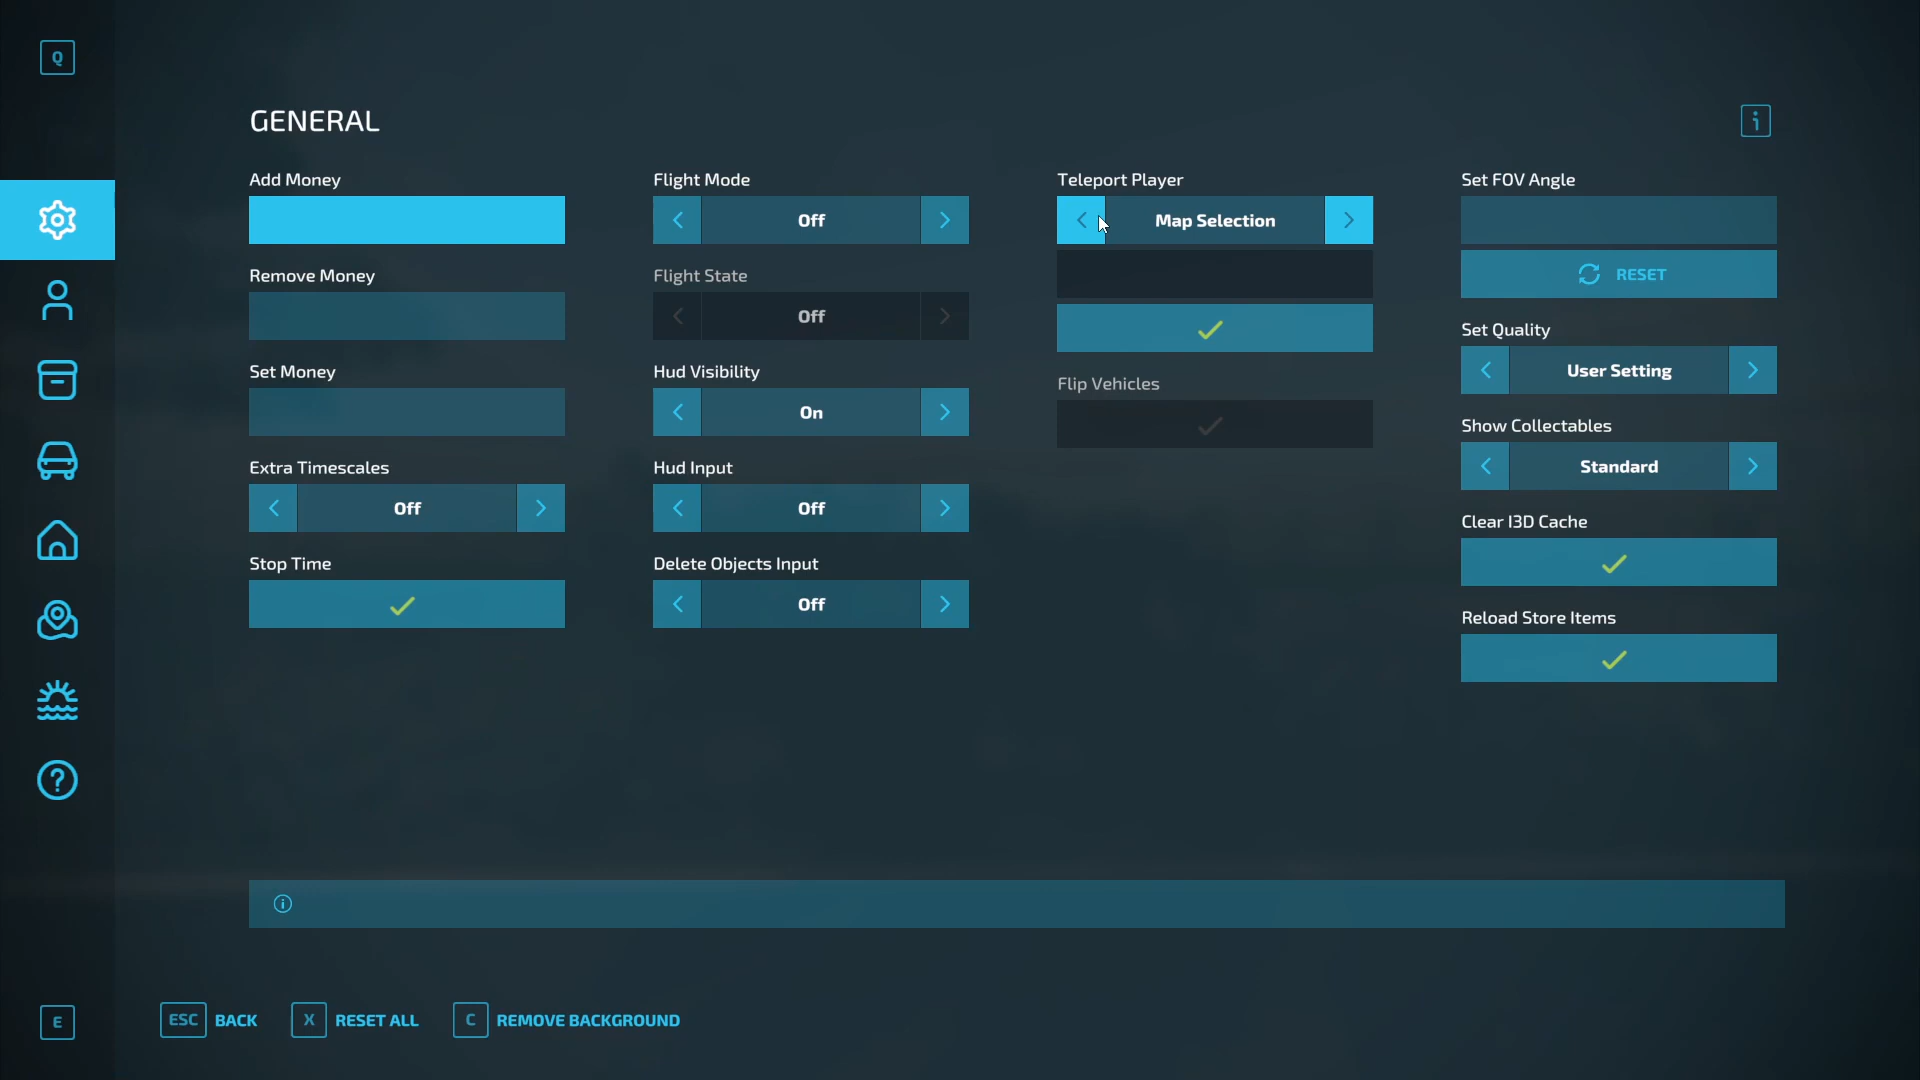 Q
GENERAL
i
Add Money
Remove Money
Set Money
Extra Timescales
Off
Stop Time
Flight Mode
Off
Flight State
Off
Hud Visibility
On
Hud Input
Off
Delete Objects Input
Off
Teleport Player
Map Selection
Flip Vehicles
Set FOV Angle
RESET
Set Quality
User Setting
Show Collectables
Standard
Clear I3D Cache
Reload Store Items
E
ESC BACK X RESET ALL C REMOVE BACKGROUND